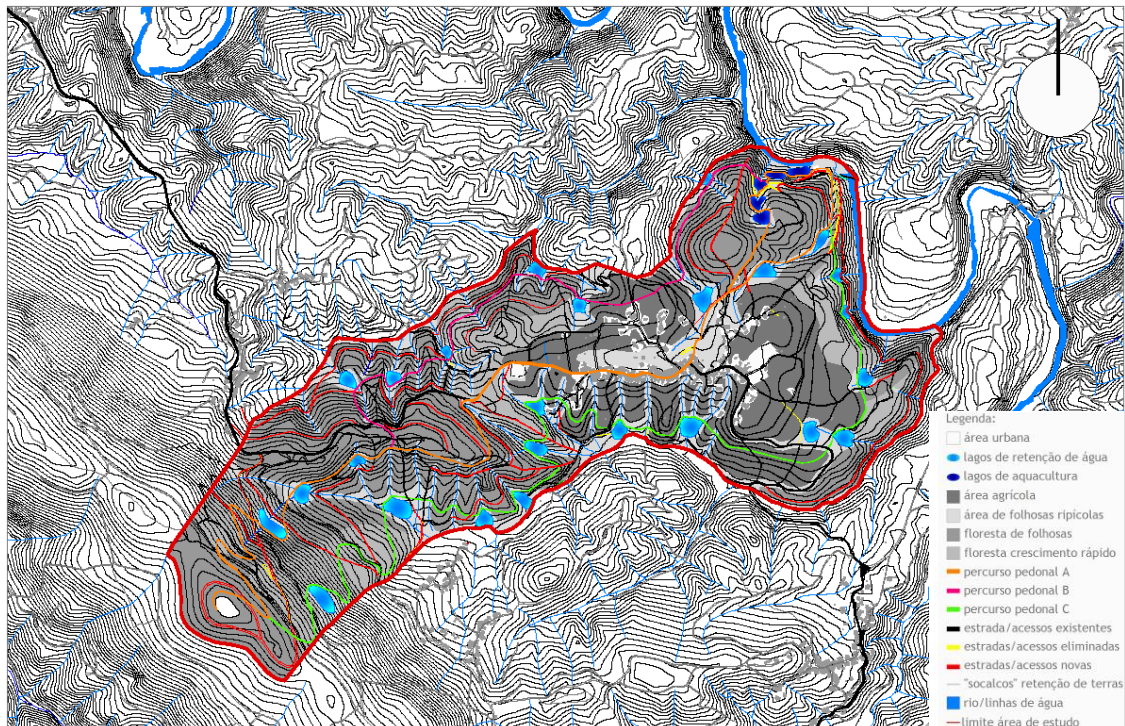 Legenda:
área urbana
lagos de retenção de água
lagos de aquacultura
área agrícola
área de folhosas ripícolas
floresta de folhosas
floresta crescimento rápido
percurso pedonal A
percurso pedonal B
percurso pedonal C
estrada/acessos existentes
estradas/acessos eliminadas
estradas/acessos novas
"socalcos" retenção de terras
rio/linhas de água
limite área de estudo